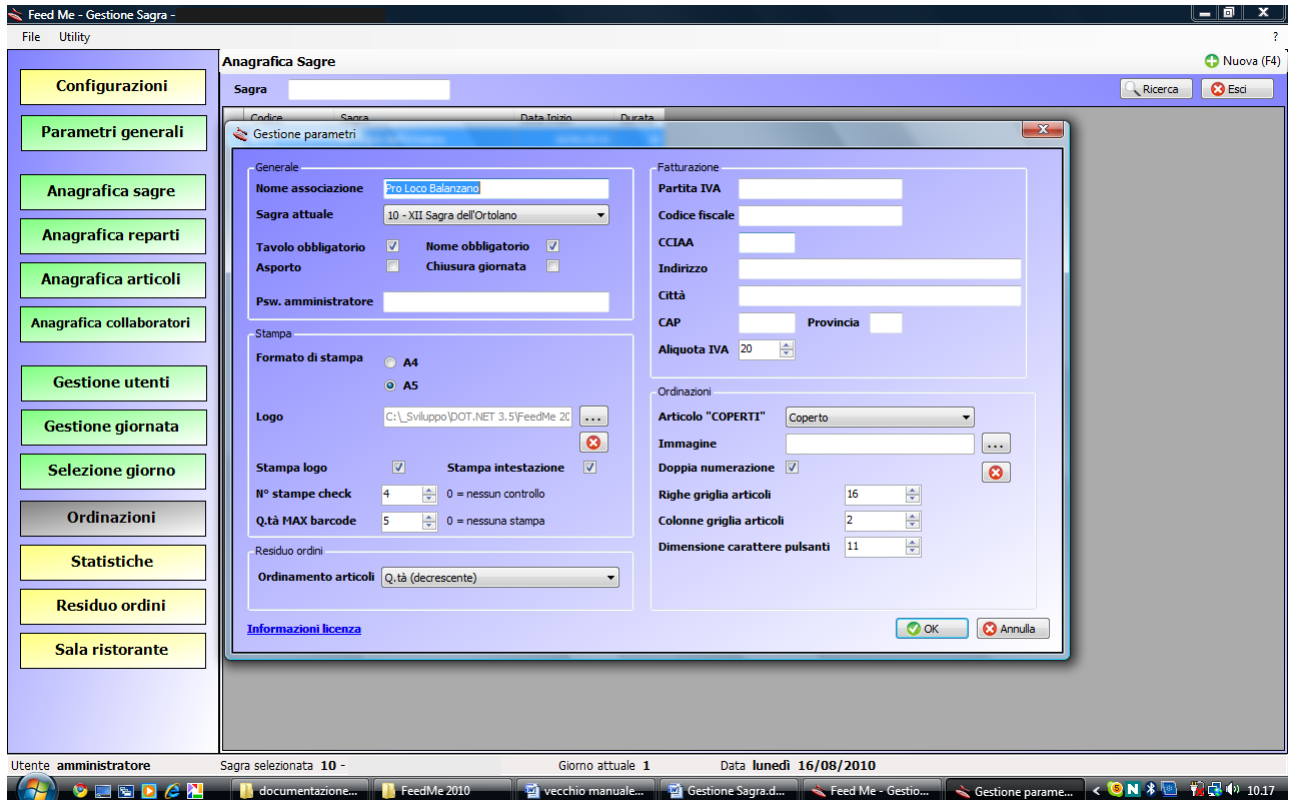 Feed Me - Gestione Sagra -
File Utility ?
Anagrafica Sagre Nuova (F4)
Configurazioni
Sagra Ricerca Esci
Parametri generali
Anagrafica sagre
Anagrafica reparti
Anagrafica articoli
Anagrafica collaboratori
Gestione utenti
Gestione giornata
Selezione giorno
Ordinazioni
Statistiche
Residuo ordini
Sala ristorante
Codice Sagra Data Inizio Durata
Gestione parametri
Generale
Nome associazione Pro Loco Balanzano
Sagra attuale 10 - XII Sagra dell'Ortolano
Tavolo obbligatorio Nome obbligatorio
Asporto Chiusura giornata
Psw. amministratore
Stampa
Formato di stampa A4
A5
Logo C:\_Sviluppo\DOT.NET 3.5\FeedMe 20 ...
Stampa logo Stampa intestazione
N° stampe check 4 0 = nessun controllo
Q.tà MAX barcode 5 0 = nessuna stampa
Residuo ordini
Ordinamento articoli Q.tà (decrescente)
Informazioni licenza
Fatturazione
Partita IVA
Codice fiscale
CCIAA
Indirizzo
Città
CAP Provincia
Aliquota IVA 20
Ordinazioni
Articolo "COPERTI" Coperto
Immagine ...
Doppia numerazione
Righe griglia articoli 16
Colonne griglia articoli 2
Dimensione carattere pulsanti 11
OK Annulla
Utente amministratore Sagra selezionata 10 - Giorno attuale 1 Data lunedì 16/08/2010
documentazione... FeedMe 2010 vecchio manuale... Gestione Sagra.d... Feed Me - Gestio... Gestione parame... 10.17